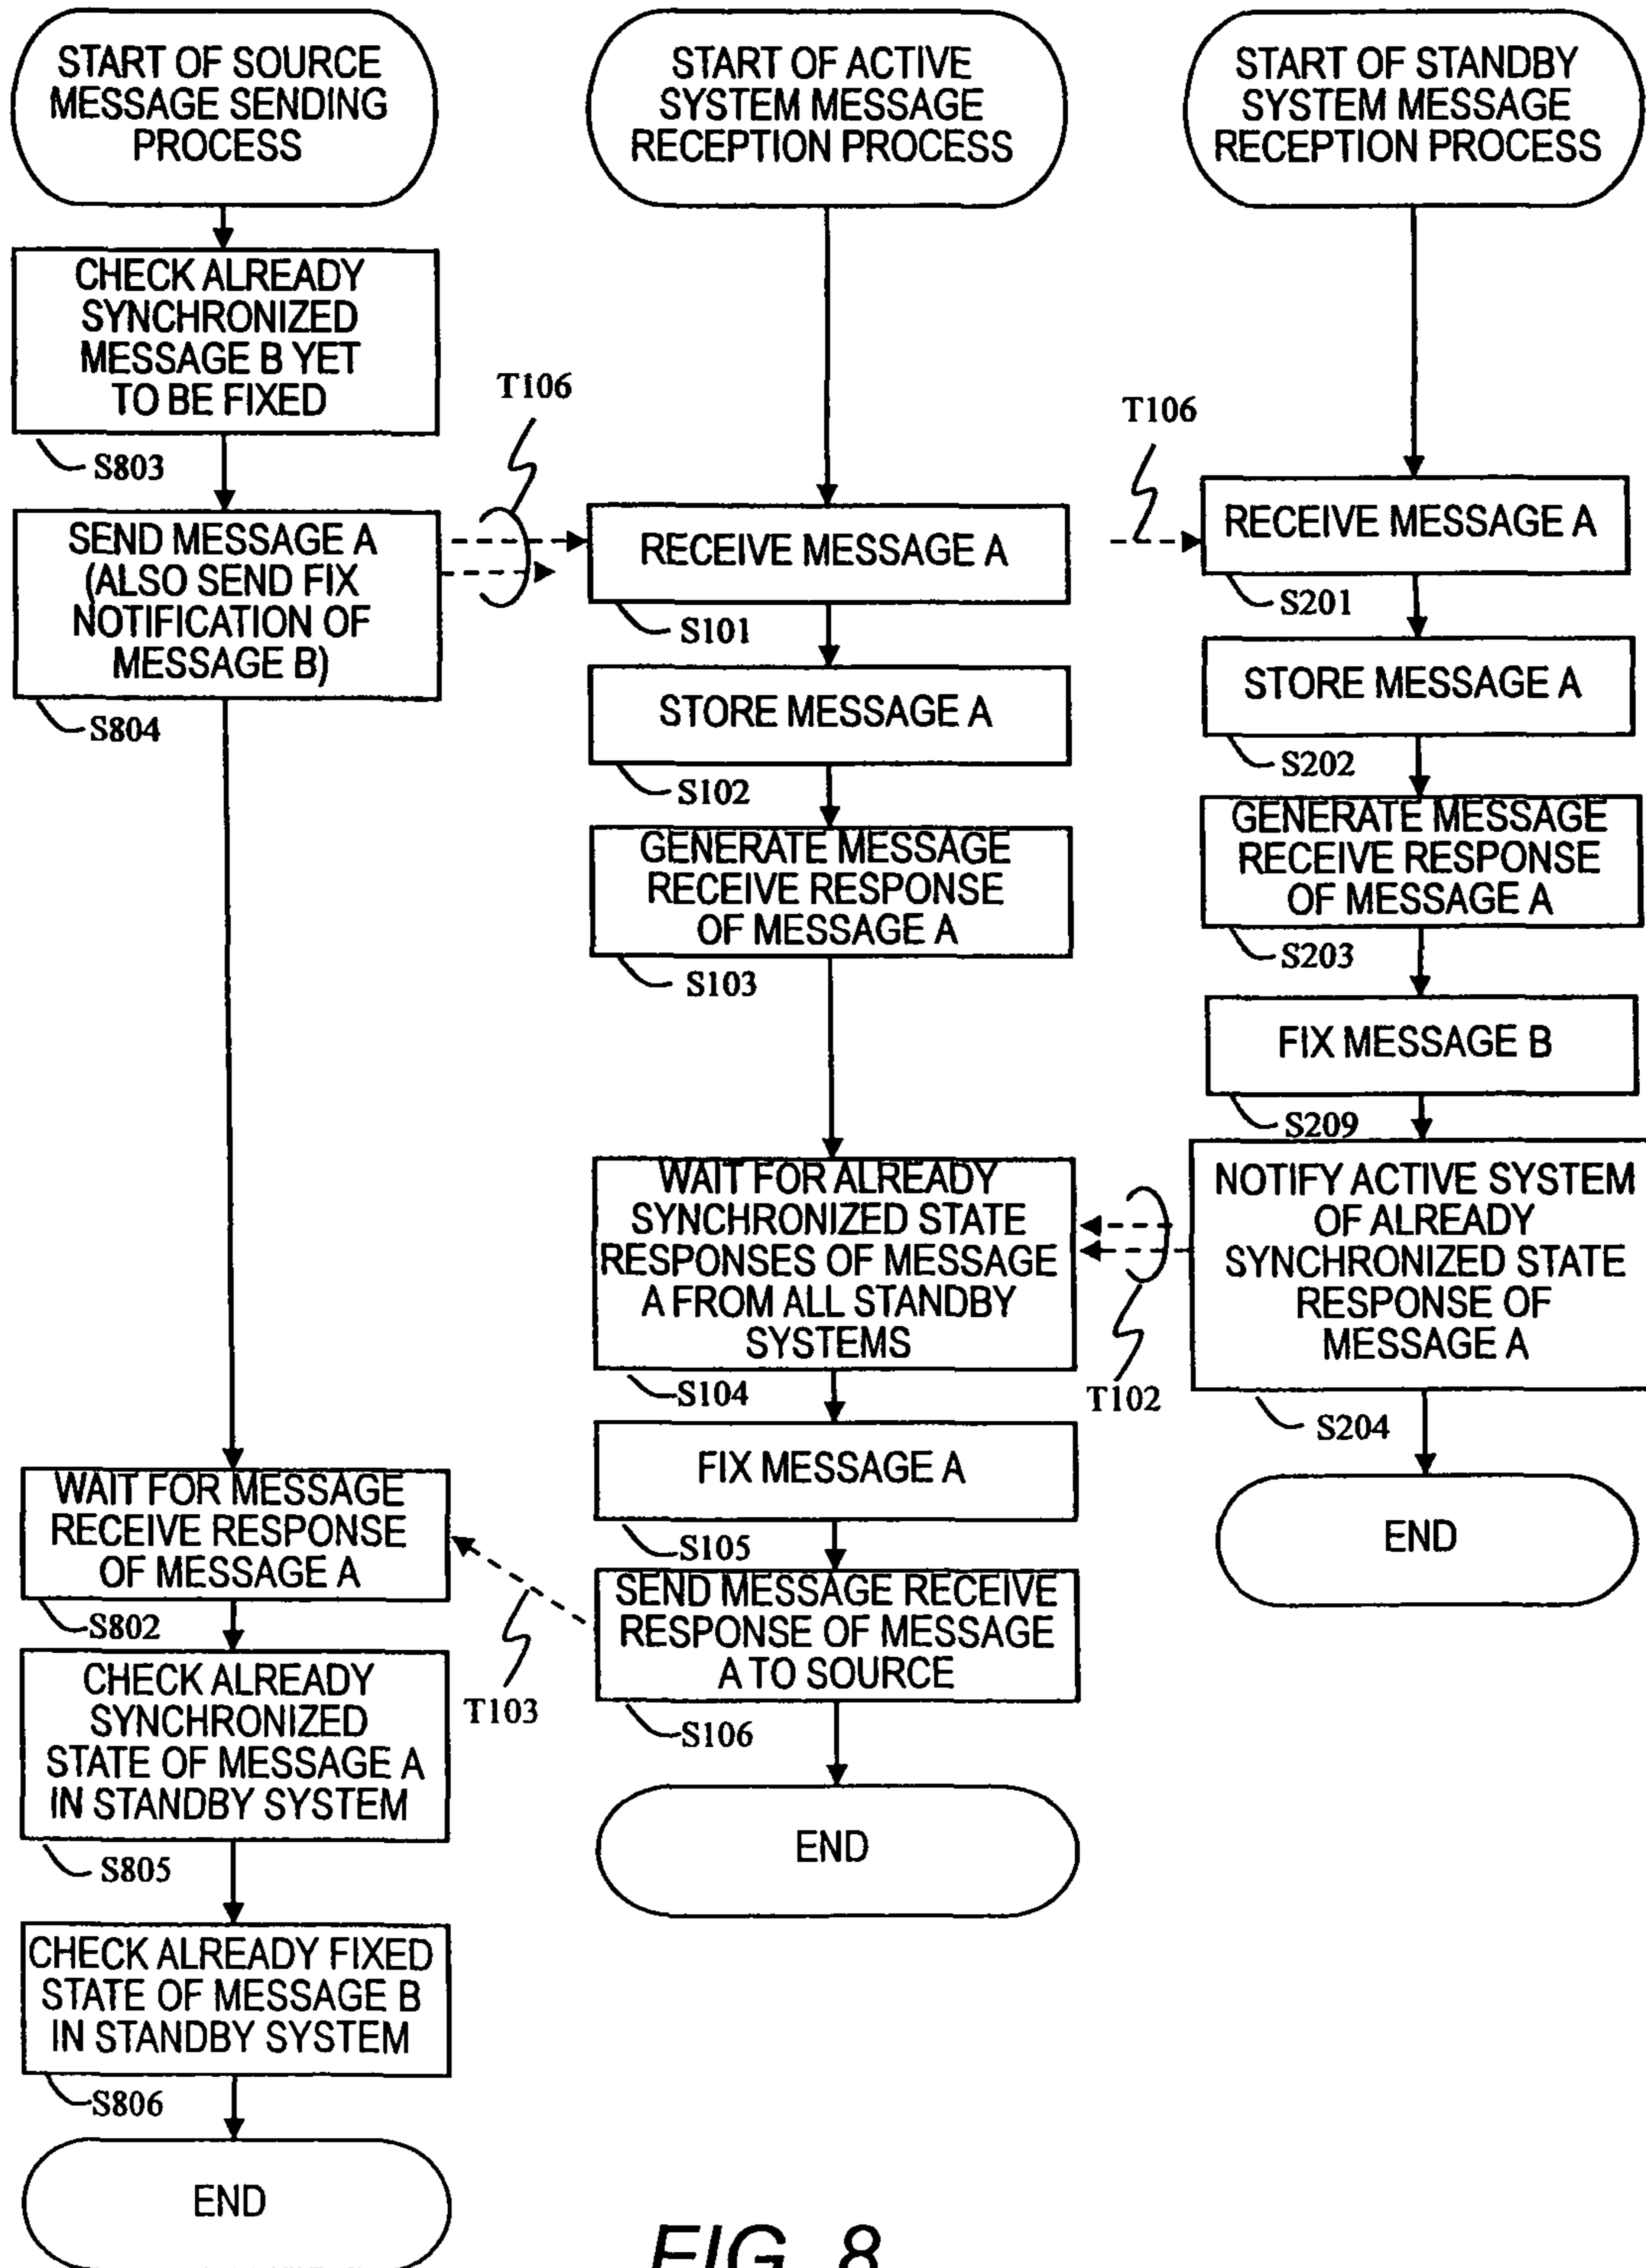 START OF SOURCE
MESSAGE SENDING
PROCESS
CHECK ALREADY
SYNCHRONIZED
MESSAGE B YET
TO BE FIXED
S803
SEND MESSAGE A
(ALSO SEND FIX
NOTIFICATION OF
MESSAGE B)
S804
WAIT FOR MESSAGE
RECEIVE RESPONSE
OF MESSAGE A
S802
CHECK ALREADY
SYNCHRONIZED
STATE OF MESSAGE A
IN STANDBY SYSTEM
S805
CHECK ALREADY FIXED
STATE OF MESSAGE B
IN STANDBY SYSTEM
S806
END
T106
START OF ACTIVE
SYSTEM MESSAGE
RECEPTION PROCESS
RECEIVE MESSAGE A
S101
STORE MESSAGE A
S102
GENERATE MESSAGE
RECEIVE RESPONSE
OF MESSAGE A
S103
WAIT FOR ALREADY
SYNCHRONIZED STATE
RESPONSES OF MESSAGE
A FROM ALL STANDBY
SYSTEMS
S104
FIX MESSAGE A
S105
SEND MESSAGE RECEIVE
RESPONSE OF MESSAGE
A TO SOURCE
S106
T103
END
T106
START OF STANDBY
SYSTEM MESSAGE
RECEPTION PROCESS
RECEIVE MESSAGE A
S201
STORE MESSAGE A
S202
GENERATE MESSAGE
RECEIVE RESPONSE
OF MESSAGE A
S203
FIX MESSAGE B
S209
NOTIFY ACTIVE SYSTEM
OF ALREADY
SYNCHRONIZED STATE
RESPONSE OF
MESSAGE A
T102
S204
END
FIG. 8